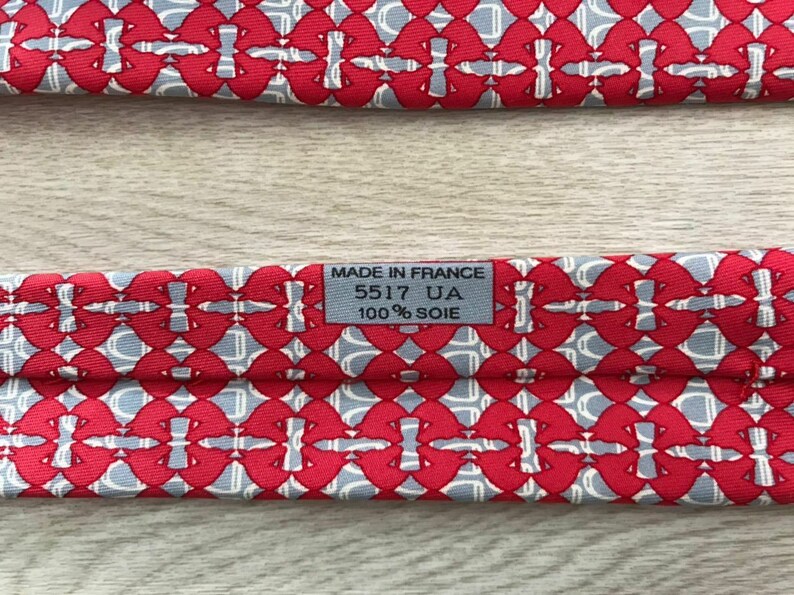 MADE IN FRANCE
5517 UA
100% SOIE